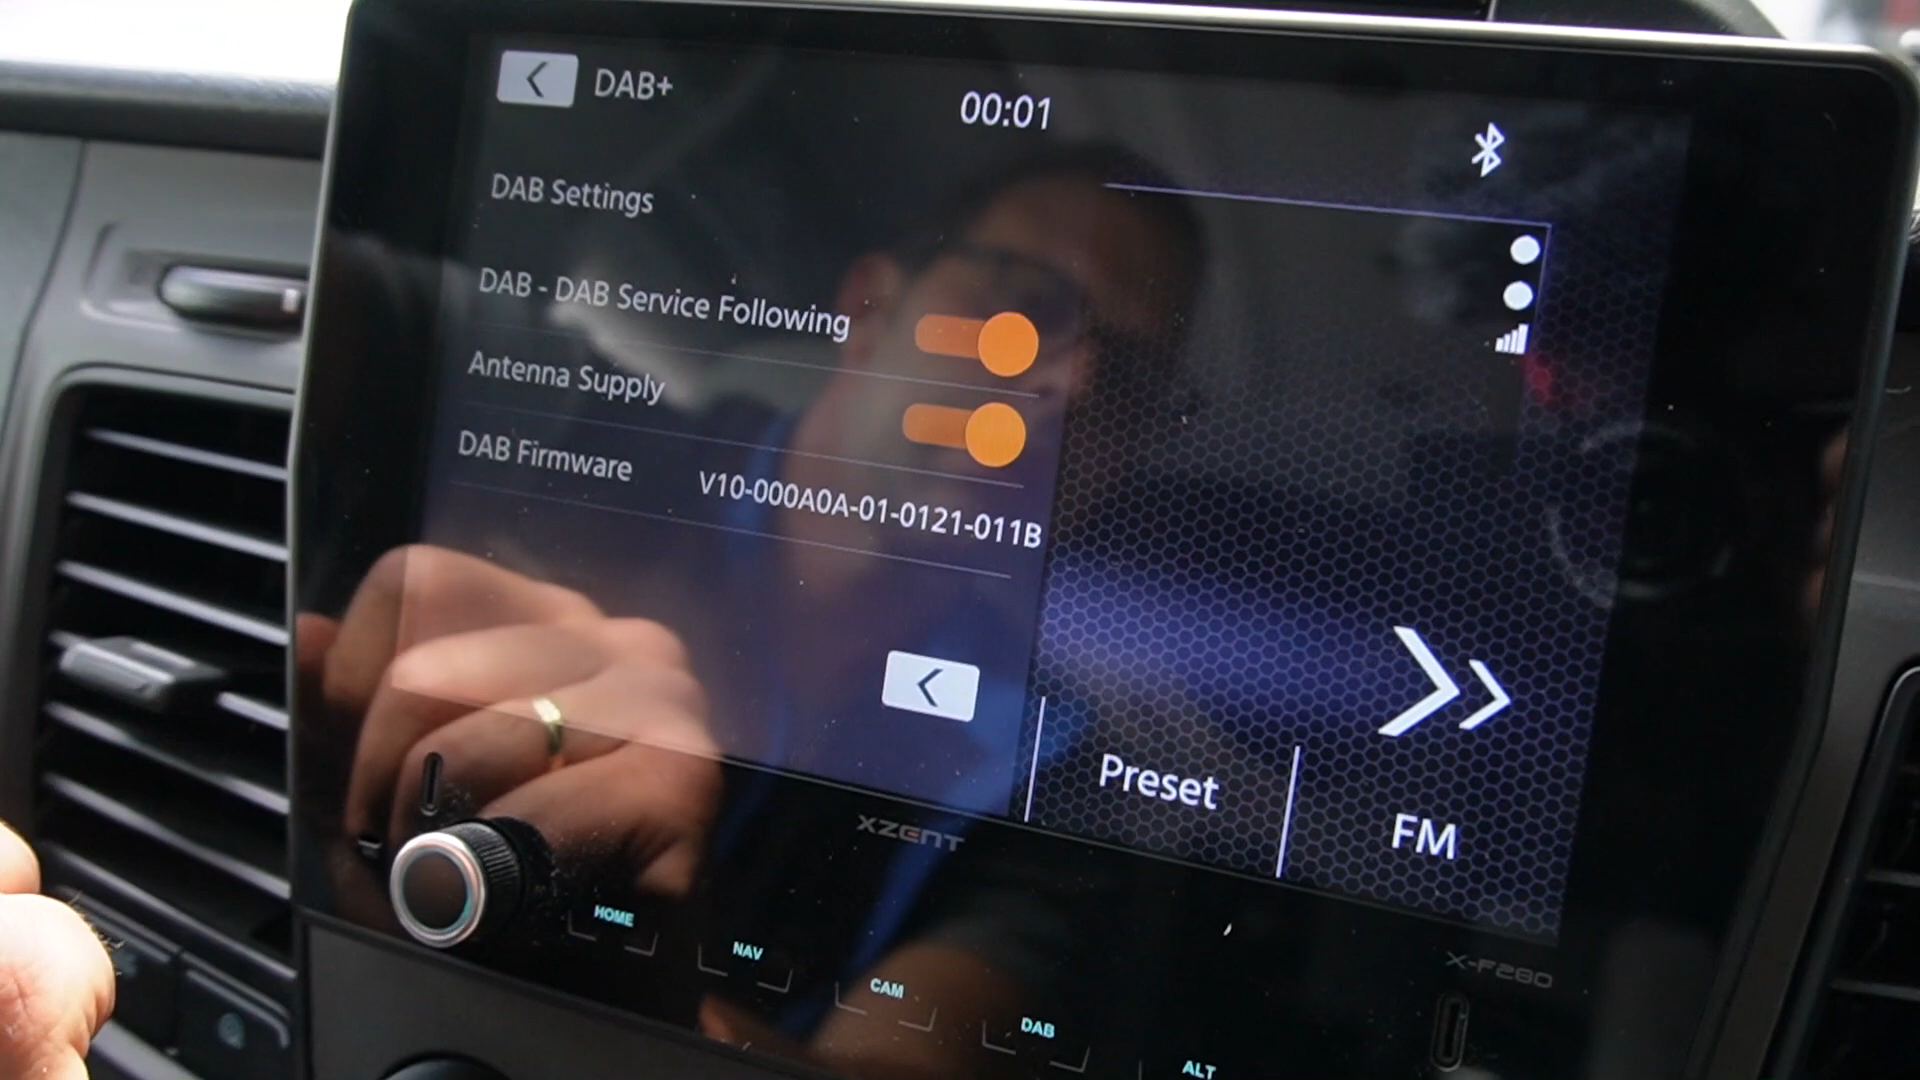 DAB+
00:01
DAB Settings
DAB - DAB Service Following
Antenna Supply
DAB Firmware V10-000A0A-01-0121-011B
Preset
FM
XZENT
X-F280
HOME
NAV
CAM
DAB
ALT